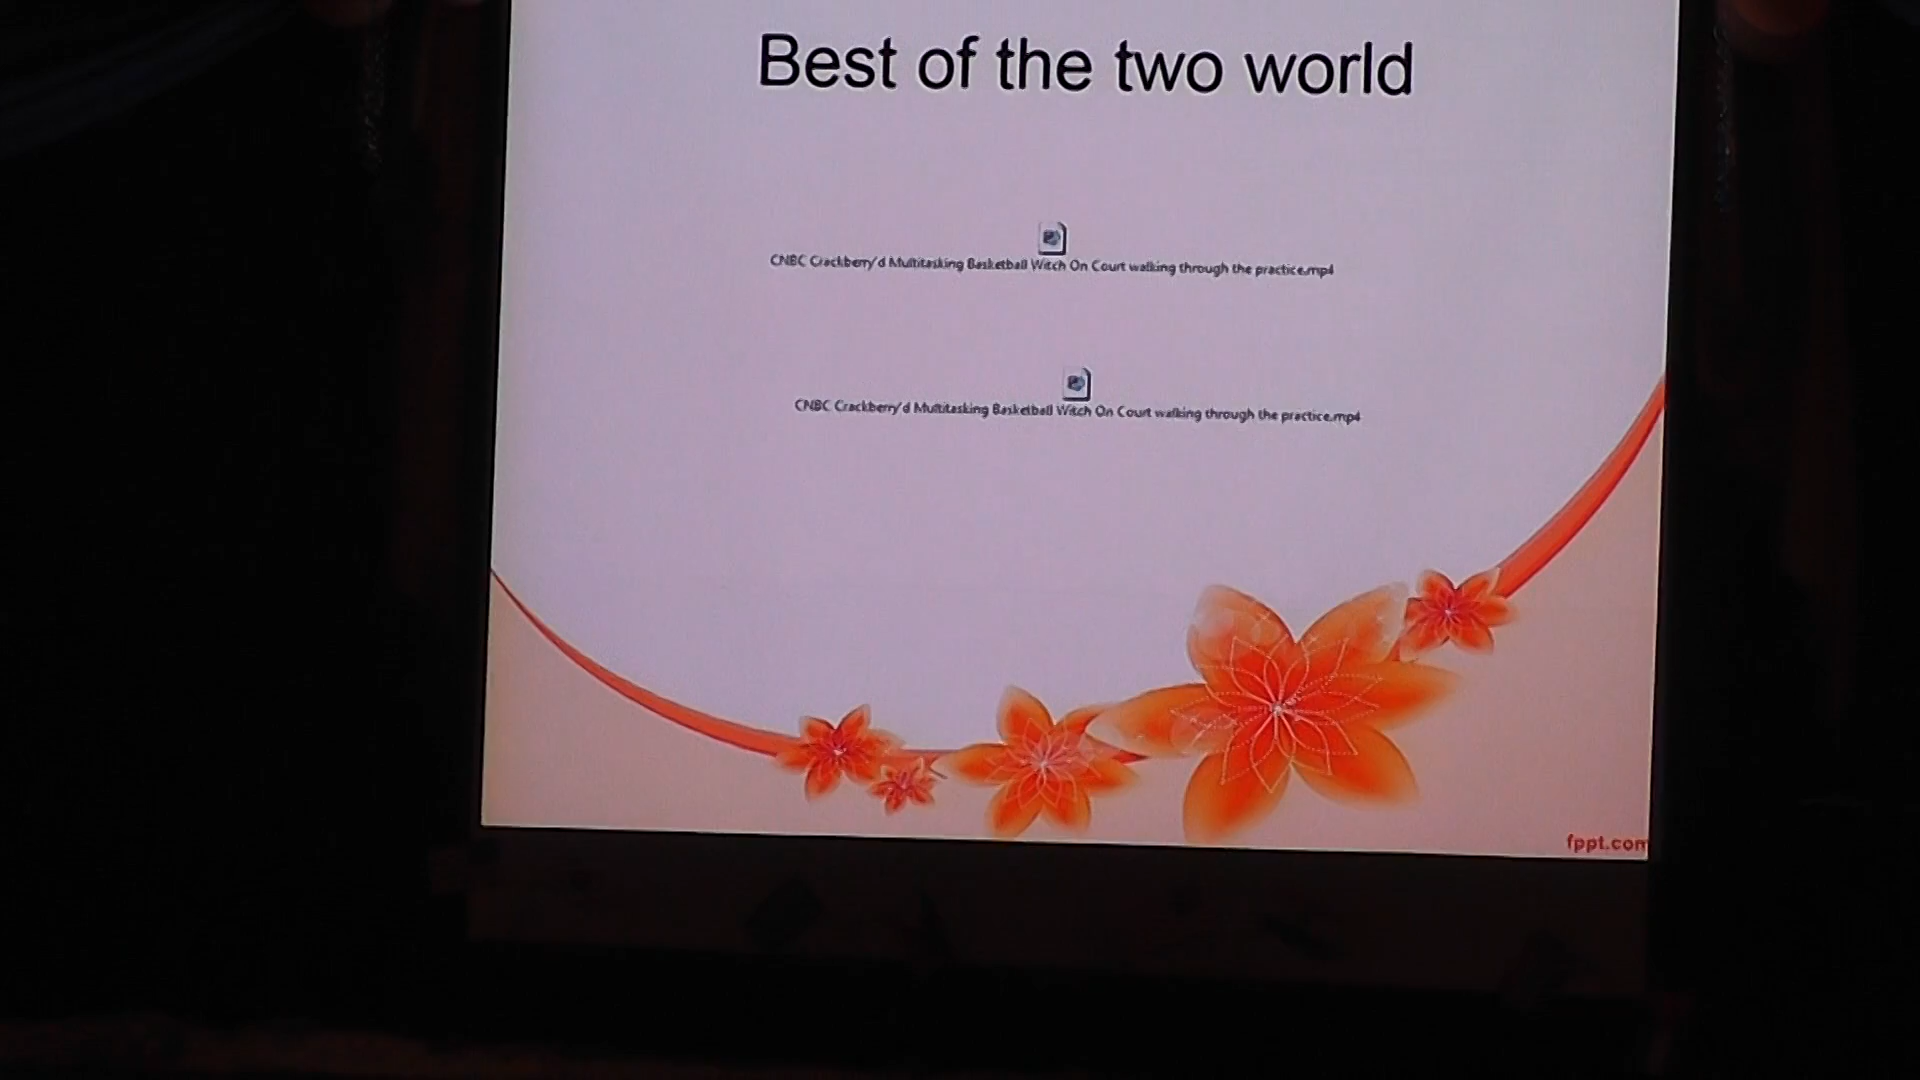 Best of the two world
CNBC Crackberry'd Multitasking Basketball Witch On Court walking through the practice.mp4
CNBC Crackberry'd Multitasking Basketball Witch On Court walking through the practice.mp4
fppt.com